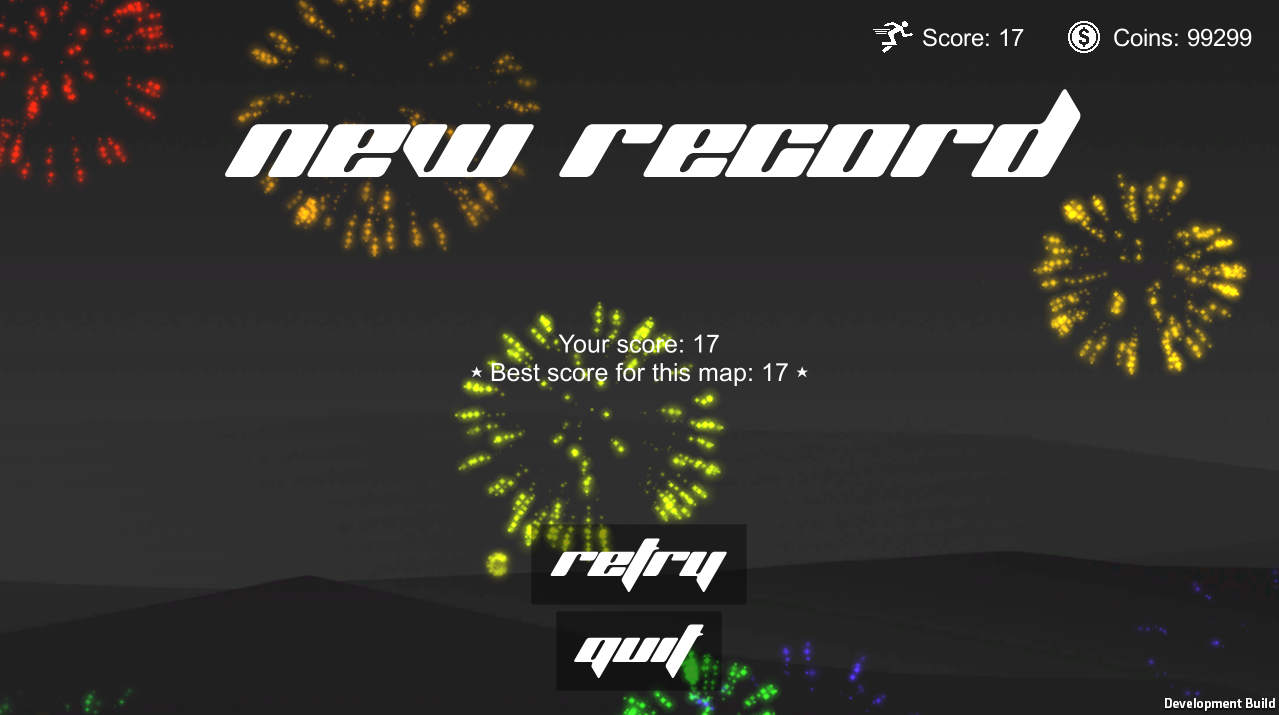 Score: 17 Coins: 99299
new record
Your score: 17
★ Best score for this map: 17 ★
retry
quit
Development Build